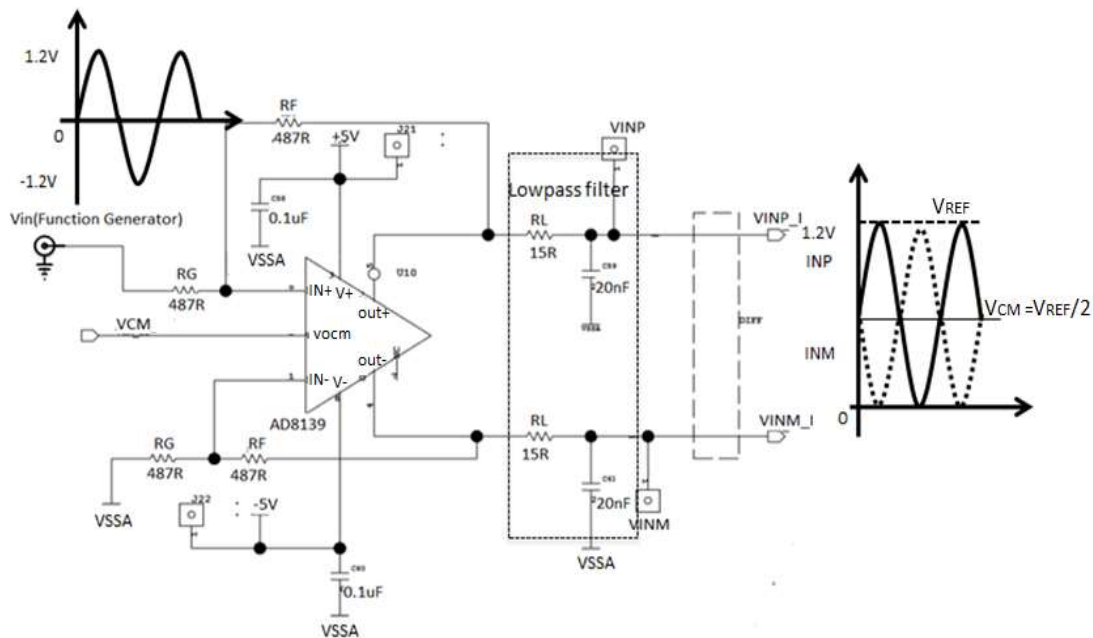 1.2V
0
-1.2V
Vin(Function Generator)
RF
487R
+5V
J21
0.1uF
VSSA
RG
487R
VCM
IN+
V+
vocm
IN-
V-
out+
out-
U10
AD8139
RG
487R
RF
487R
VSSA
J22
-5V
0.1uF
VSSA
Lowpass filter
RL
15R
20nF
VINP
RL
15R
20nF
VSSA
VINM
DIFF
VINP_I
VINM_I
VREF
1.2V
INP
VCM =VREF/2
INM
0